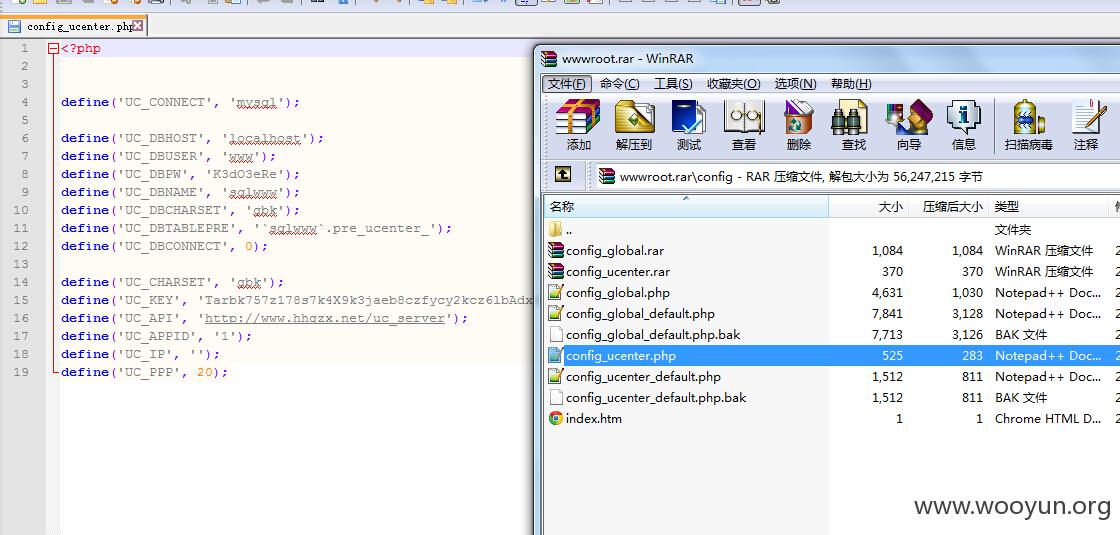 config_ucenter.php
1 <?php
2
3
4 define('UC_CONNECT', 'mysql');
5
6 define('UC_DBHOST', 'localhost');
7 define('UC_DBUSER', 'www');
8 define('UC_DBPW', 'K3dO3eRe');
9 define('UC_DBNAME', 'sqlwww');
10 define('UC_DBCHARSET', 'gbk');
11 define('UC_DBTABLEPRE', '`sqlwww`.pre_ucenter_');
12 define('UC_DBCONNECT', 0);
13
14 define('UC_CHARSET', 'gbk');
15 define('UC_KEY', 'Tarbk757z178s7k4X9k3jaeb8czfycy2kcz61bAdx
16 define('UC_API', 'http://www.hhgzx.net/uc_server');
17 define('UC_APPID', '1');
18 define('UC_IP', '');
19 define('UC_PPP', 20);
wwwroot.rar - WinRAR
文件(F) 命令(C) 工具(S) 收藏夹(O) 选项(N) 帮助(H)
添加 解压到 测试 查看 删除 查找 向导 信息 扫描病毒 注释
wwwroot.rar\config - RAR 压缩文件, 解包大小为 56,247,215 字节
名称 大小 压缩后大小 类型
.. 文件夹
config_global.rar 1,084 1,084 WinRAR 压缩文件
config_ucenter.rar 370 370 WinRAR 压缩文件
config_global.php 4,631 1,030 Notepad++ Doc...
config_global_default.php 7,841 3,128 Notepad++ Doc...
config_global_default.php.bak 7,713 3,126 BAK 文件
config_ucenter.php 525 283 Notepad++ Doc...
config_ucenter_default.php 1,512 811 Notepad++ Doc...
config_ucenter_default.php.bak 1,512 811 BAK 文件
index.htm 1 1 Chrome HTML D...
www.wooyun.org